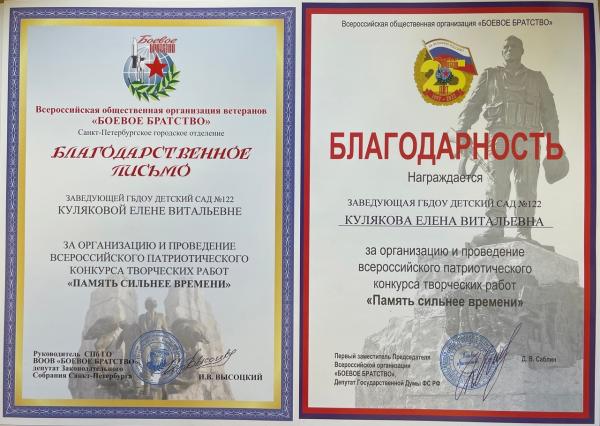 Боевое
БРАТСТВО
Всероссийская общественная организация ветеранов
«БОЕВОЕ БРАТСТВО»
Санкт-Петербургское городское отделение
БЛАГОДАРСТВЕННОЕ
ПИСЬМО
ЗАВЕДУЮЩЕЙ ГБДОУ ДЕТСКИЙ САД №122
КУЛЯКОВОЙ ЕЛЕНЕ ВИТАЛЬЕВНЕ
ЗА ОРГАНИЗАЦИЮ И ПРОВЕДЕНИЕ
ВСЕРОССИЙСКОГО ПАТРИОТИЧЕСКОГО
КОНКУРСА ТВОРЧЕСКИХ РАБОТ
«ПАМЯТЬ СИЛЬНЕЕ ВРЕМЕНИ»
Руководитель СПбГО
ВООВ «БОЕВОЕ БРАТСТВО»
депутат Законодательного
Собрания Санкт-Петербурга
И.В. ВЫСОЦКИЙ
Всероссийская общественная организация «БОЕВОЕ БРАТСТВО»
25
БЛАГОДАРНОСТЬ
Награждается
ЗАВЕДУЮЩАЯ ГБДОУ ДЕТСКИЙ САД №122
КУЛЯКОВА ЕЛЕНА ВИТАЛЬЕВНА
за организацию и проведение
всероссийского патриотического
конкурса творческих работ
«Память сильнее времени»
Первый заместитель Председателя
Всероссийской организации
«БОЕВОЕ БРАТСТВО»,
Депутат Государственной Думы ФС РФ
Д. В. Саблин